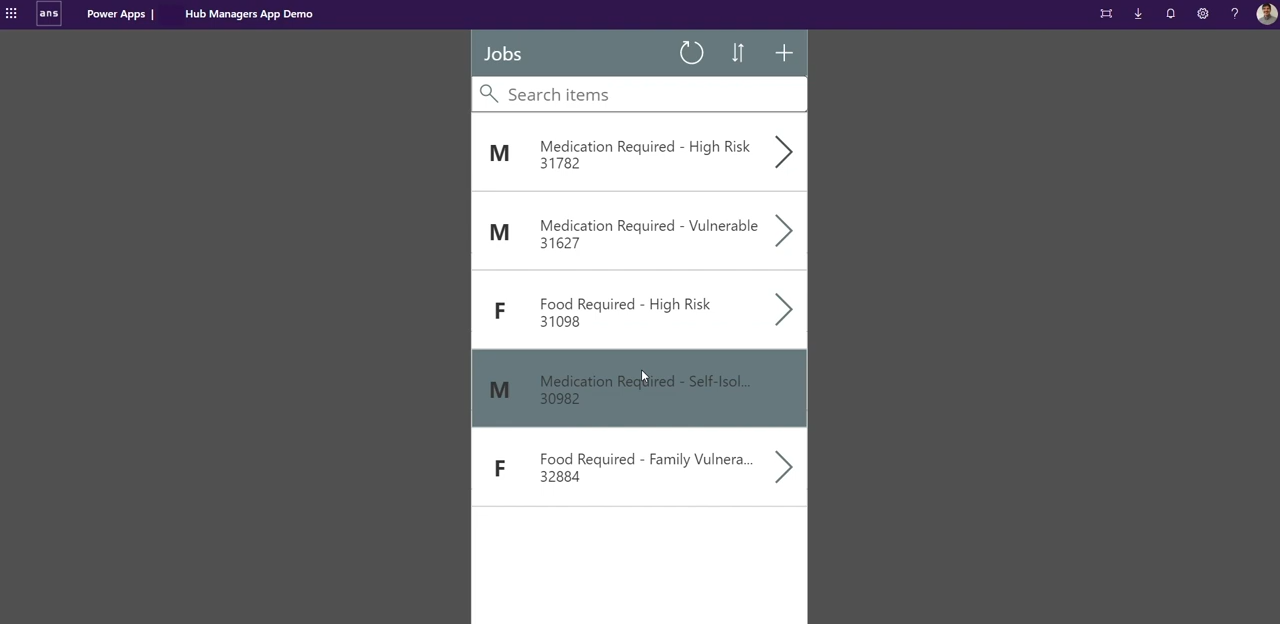 ans Power Apps | Hub Managers App Demo ?
Jobs
Search items
M Medication Required - High Risk
31782
M Medication Required - Vulnerable
31627
F Food Required - High Risk
31098
M Medication Required - Self-Isol...
30982
F Food Required - Family Vulnera...
32884